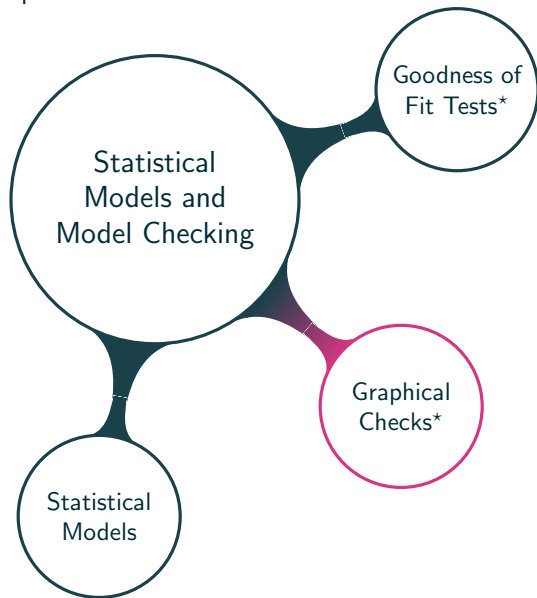 Goodness of
Fit Tests*
Statistical
Models and
Model Checking
Graphical
Checks*
Statistical
Models